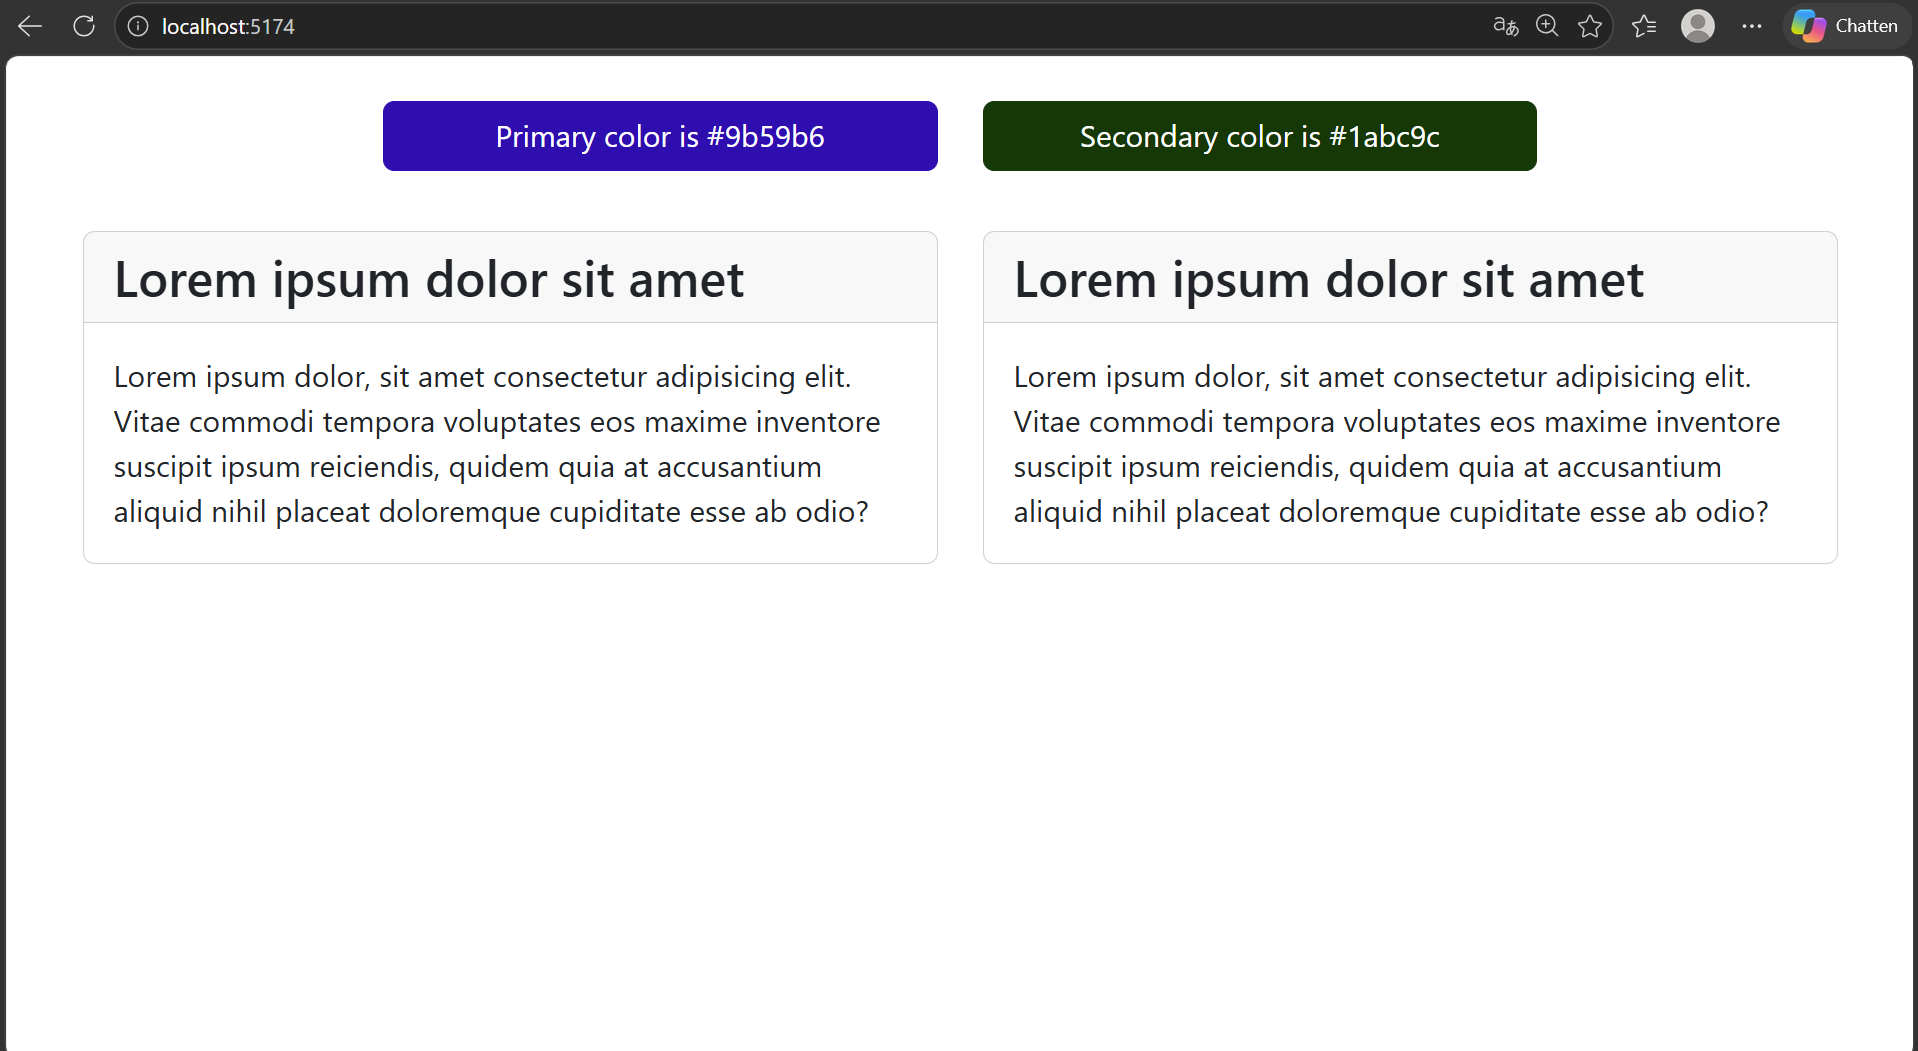 localhost:5174
Chatten
Primary color is #9b59b6
Secondary color is #1abc9c
Lorem ipsum dolor sit amet
Lorem ipsum dolor, sit amet consectetur adipisicing elit.
Vitae commodi tempora voluptates eos maxime inventore
suscipit ipsum reiciendis, quidem quia at accusantium
aliquid nihil placeat doloremque cupiditate esse ab odio?
Lorem ipsum dolor sit amet
Lorem ipsum dolor, sit amet consectetur adipisicing elit.
Vitae commodi tempora voluptates eos maxime inventore
suscipit ipsum reiciendis, quidem quia at accusantium
aliquid nihil placeat doloremque cupiditate esse ab odio?